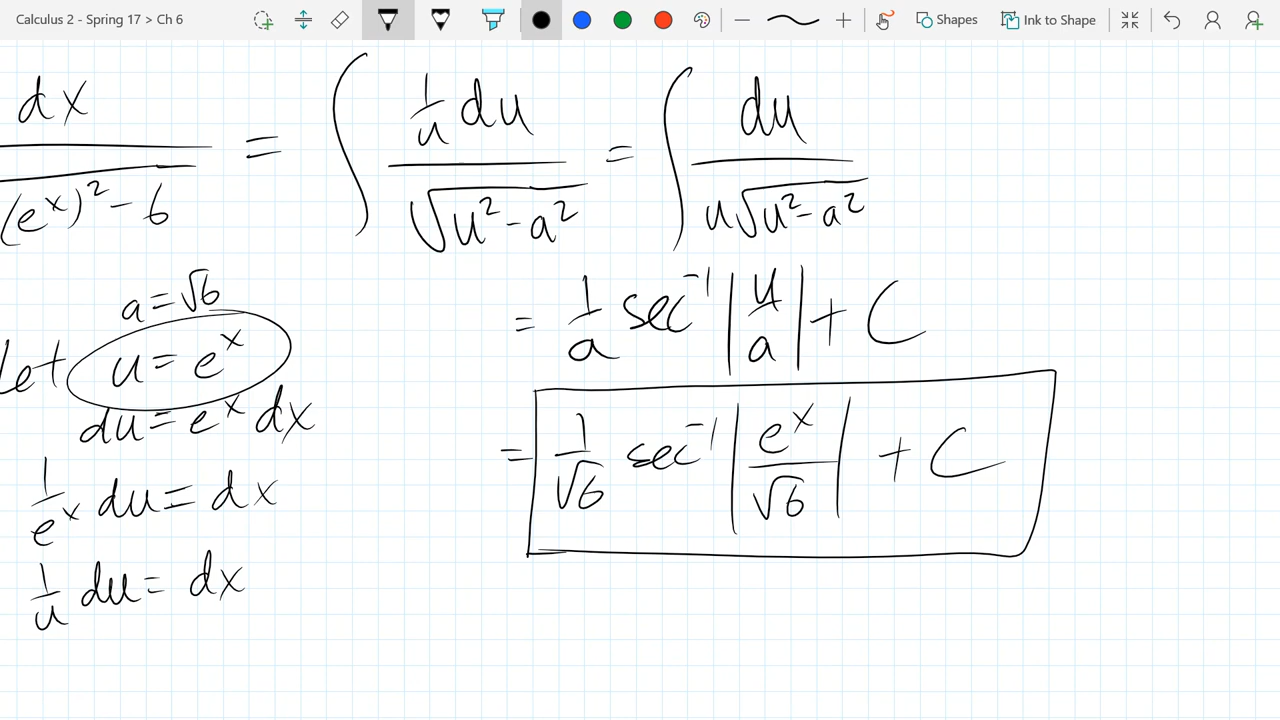 Calculus 2 - Spring 17 > Ch 6
Shapes
Ink to Shape
dx / √((e^x)^2 - 6) = ∫ (1/u du) / √(u^2 - a^2) = ∫ du / (u√(u^2 - a^2))
a = √6
Let u = e^x
du = e^x dx
1/e^x du = dx
1/u du = dx
= 1/a sec^-1 |u/a| + C
= 1/√6 sec^-1 |e^x/√6| + C